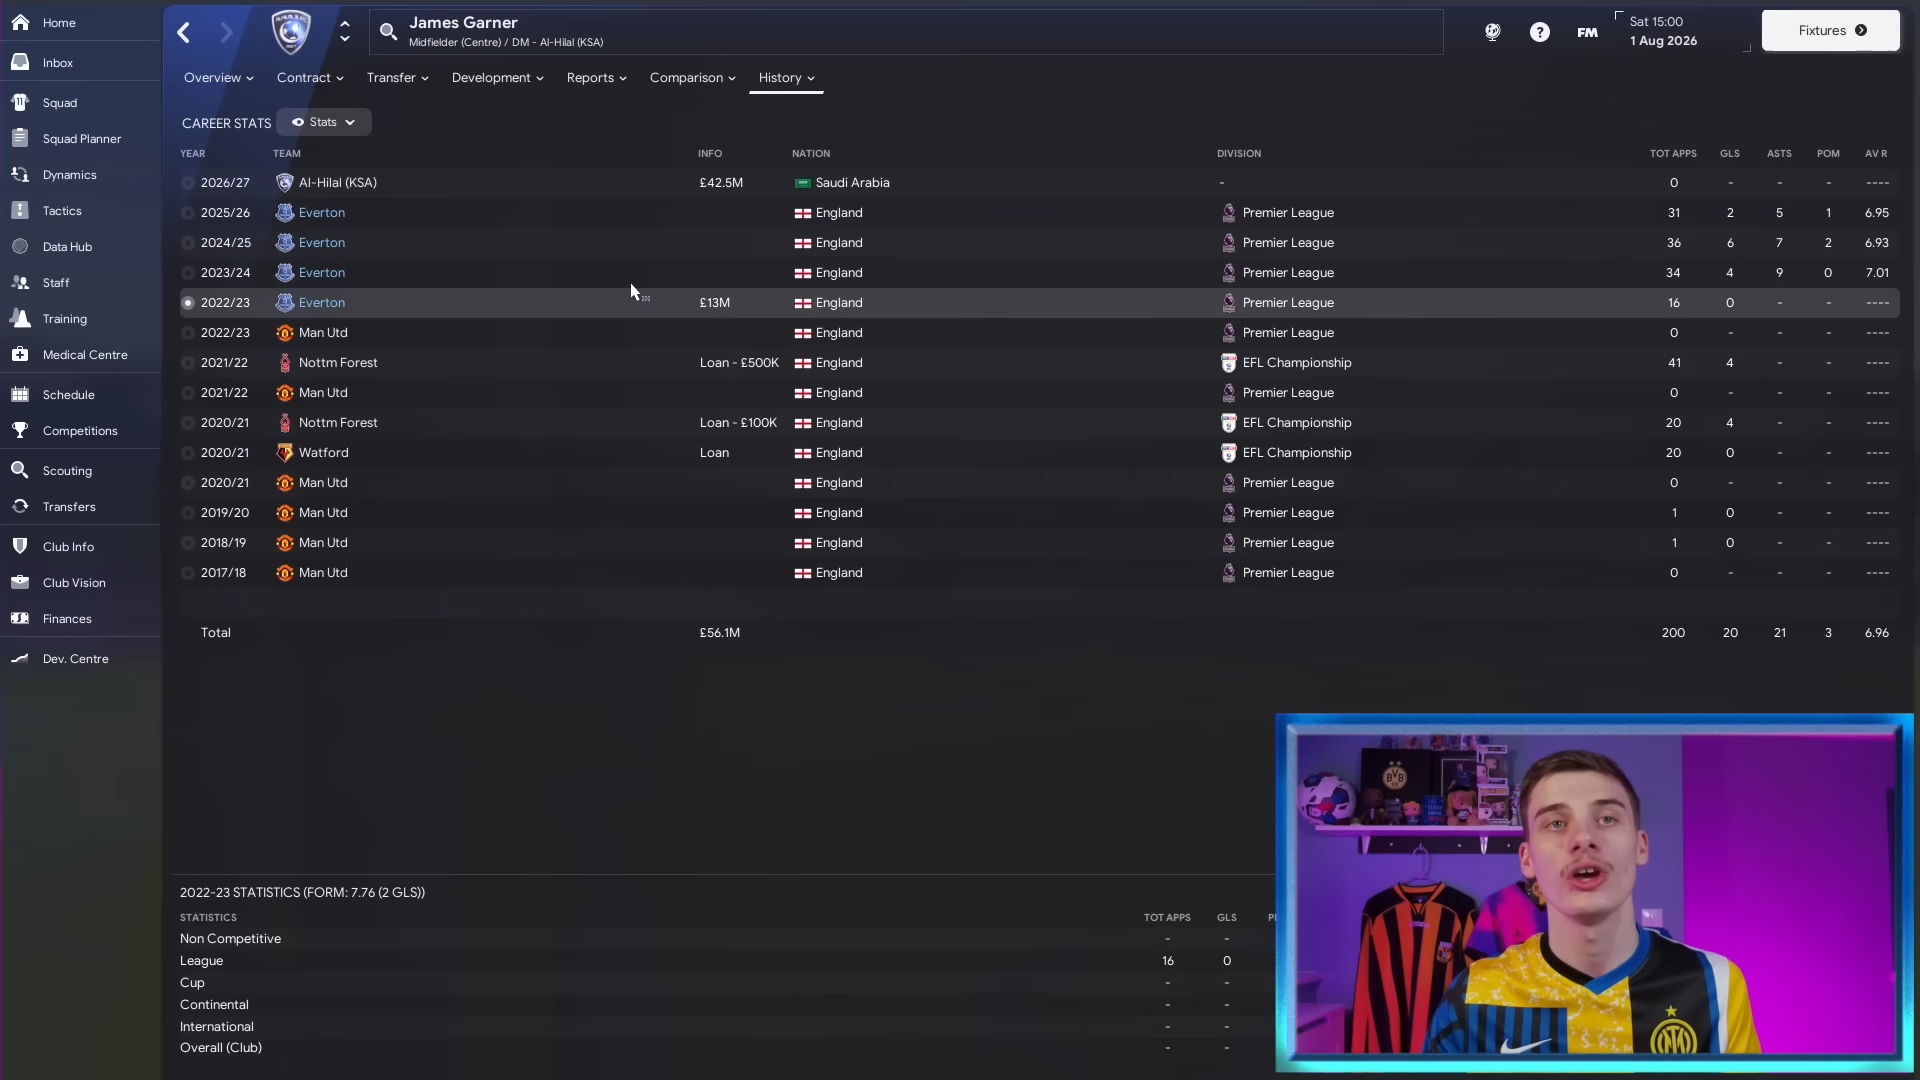 Home
Inbox
Squad
Squad Planner
Dynamics
Tactics
Data Hub
Staff
Training
Medical Centre
Schedule
Competitions
Scouting
Transfers
Club Info
Club Vision
Finances
Dev. Centre
James Garner
Midfielder (Centre) / DM - Al-Hilal (KSA)
FM
Sat 15:00
1 Aug 2026
Fixtures
Overview Contract Transfer Development Reports Comparison History
CAREER STATS Stats
YEAR TEAM INFO NATION DIVISION TOT APPS GLS ASTS POM AV R
2026/27 Al-Hilal (KSA) £42.5M Saudi Arabia - 0 - - - ----
2025/26 Everton England Premier League 31 2 5 1 6.95
2024/25 Everton England Premier League 36 6 7 2 6.93
2023/24 Everton England Premier League 34 4 9 0 7.01
2022/23 Everton £13M England Premier League 16 0 - - ----
2022/23 Man Utd England Premier League 0 - - - ----
2021/22 Nottm Forest Loan - £500K England EFL Championship 41 4 - - ----
2021/22 Man Utd England Premier League 0 - - - ----
2020/21 Nottm Forest Loan - £100K England EFL Championship 20 4 - - ----
2020/21 Watford Loan England EFL Championship 20 0 - - ----
2020/21 Man Utd England Premier League 0 - - - ----
2019/20 Man Utd England Premier League 1 0 - - ----
2018/19 Man Utd England Premier League 1 0 - - ----
2017/18 Man Utd England Premier League 0 - - - ----
Total £56.1M 200 20 21 3 6.96
2022-23 STATISTICS (FORM: 7.76 (2 GLS))
STATISTICS TOT APPS GLS
Non Competitive - -
League 16 0
Cup - -
Continental - -
International - -
Overall (Club) - -
BVB
09